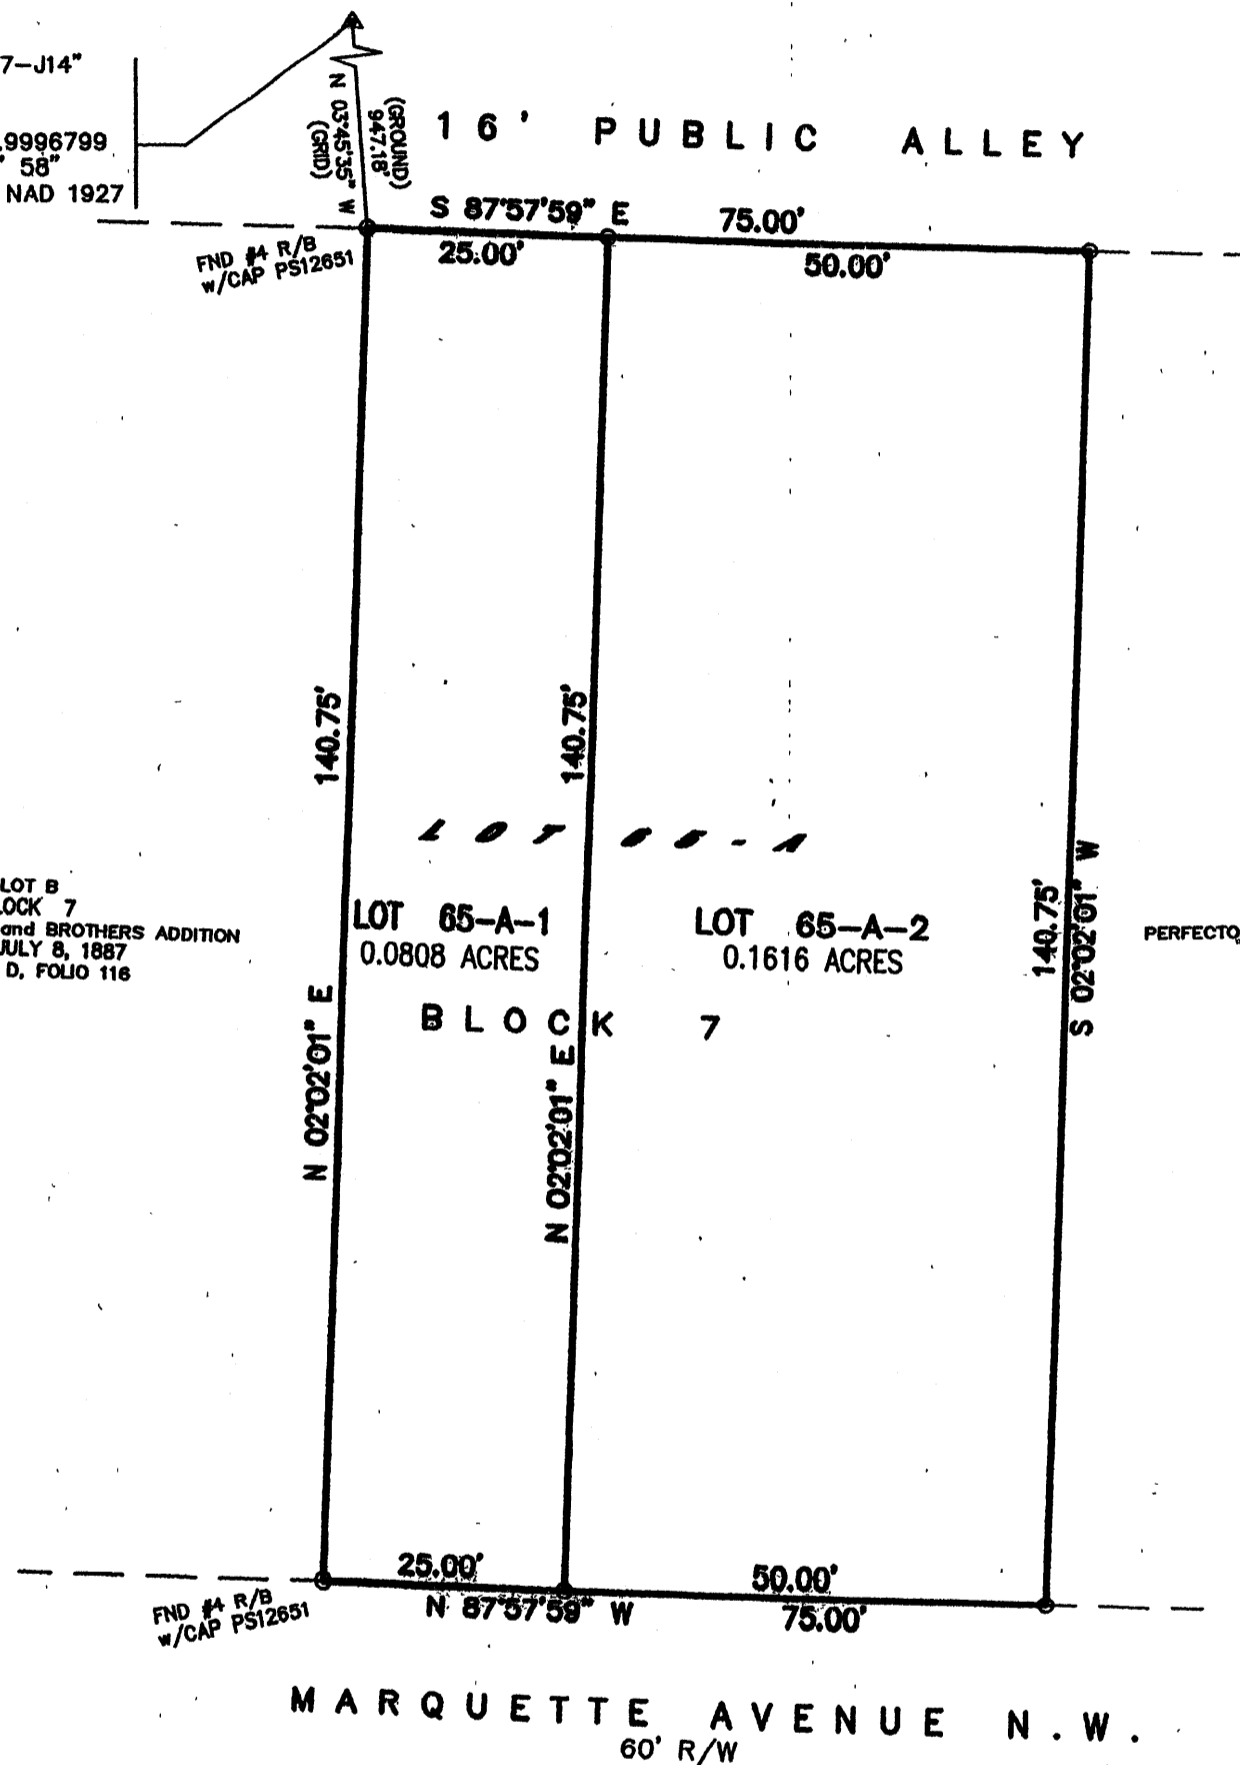 7-J14"
.9996799
' 58"
NAD 1927
N 03°45'35" W
(GRID)
(GROUND)
947.18'
16' PUBLIC ALLEY
S 87°57'59" E
75.00'
25.00'
50.00'
FND #4 R/B
w/CAP PS12651
140.75'
140.75'
140.75'
LOT 65-A
LOT B
LOCK 7
and BROTHERS ADDITION
JULY 8, 1887
D, FOLIO 116
LOT 65-A-1
0.0808 ACRES
LOT 65-A-2
0.1616 ACRES
PERFECTO
BLOCK 7
N 02°02'01" E
N 02°02'01" E
S 02°02'01" W
25.00'
50.00'
N 87°57'59" W
75.00'
FND #4 R/B
w/CAP PS12651
MARQUETTE AVENUE N.W.
60' R/W